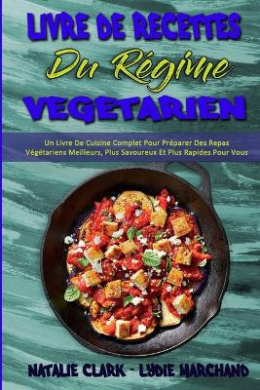 LIVRE DE RECETTES
Du Régime
VEGETARIEN
Un Livre De Cuisine Complet Pour Préparer Des Repas
Végétariens Meilleurs, Plus Savoureux Et Plus Rapides Pour Vous
NATALIE CLARK - LYDIE MARCHAND